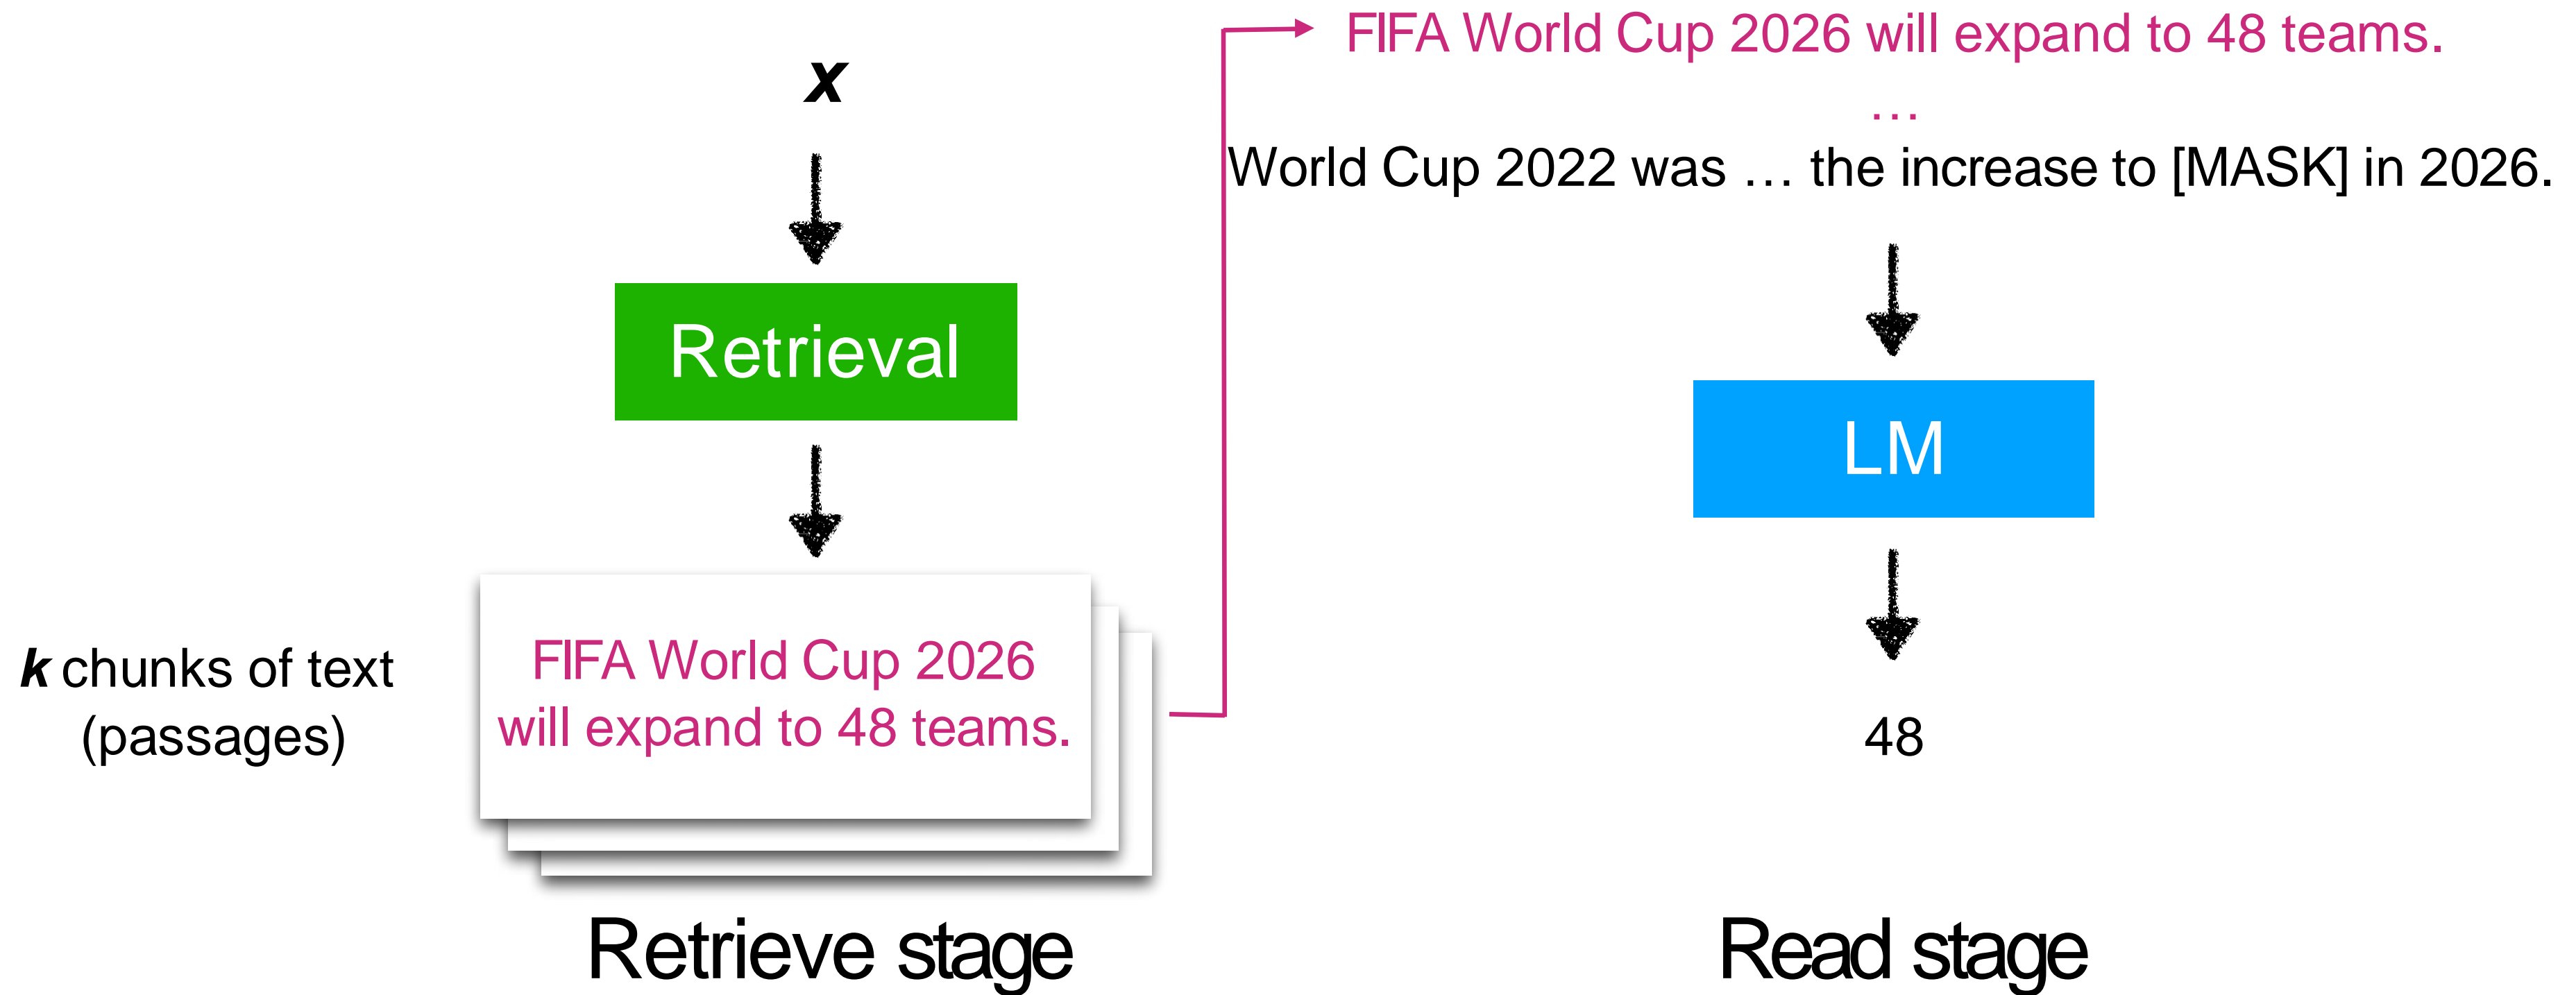 x
Retrieval
k chunks of text
(passages)
FIFA World Cup 2026
will expand to 48 teams.
Retrieve stage
FIFA World Cup 2026 will expand to 48 teams.
…
World Cup 2022 was … the increase to [MASK] in 2026.
LM
48
Read stage